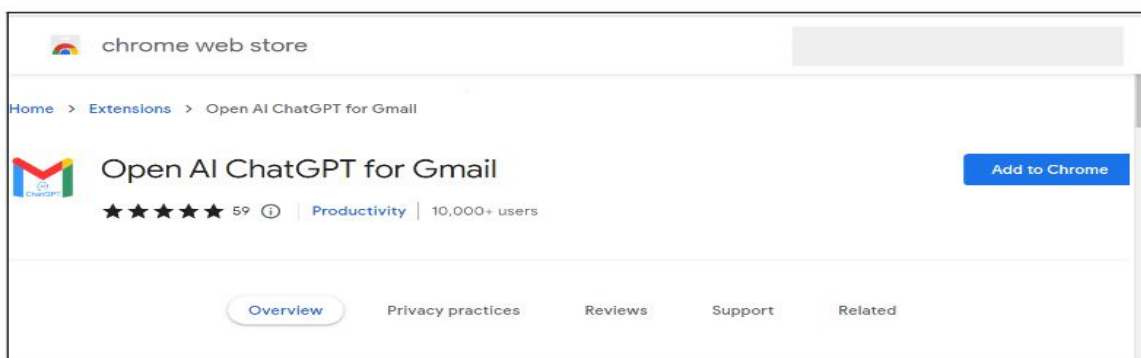 chrome web store
Home > Extensions > Open AI ChatGPT for Gmail
Open AI ChatGPT for Gmail
Add to Chrome
ChatGPT
59 Productivity 10,000+ users
Overview Privacy practices Reviews Support Related